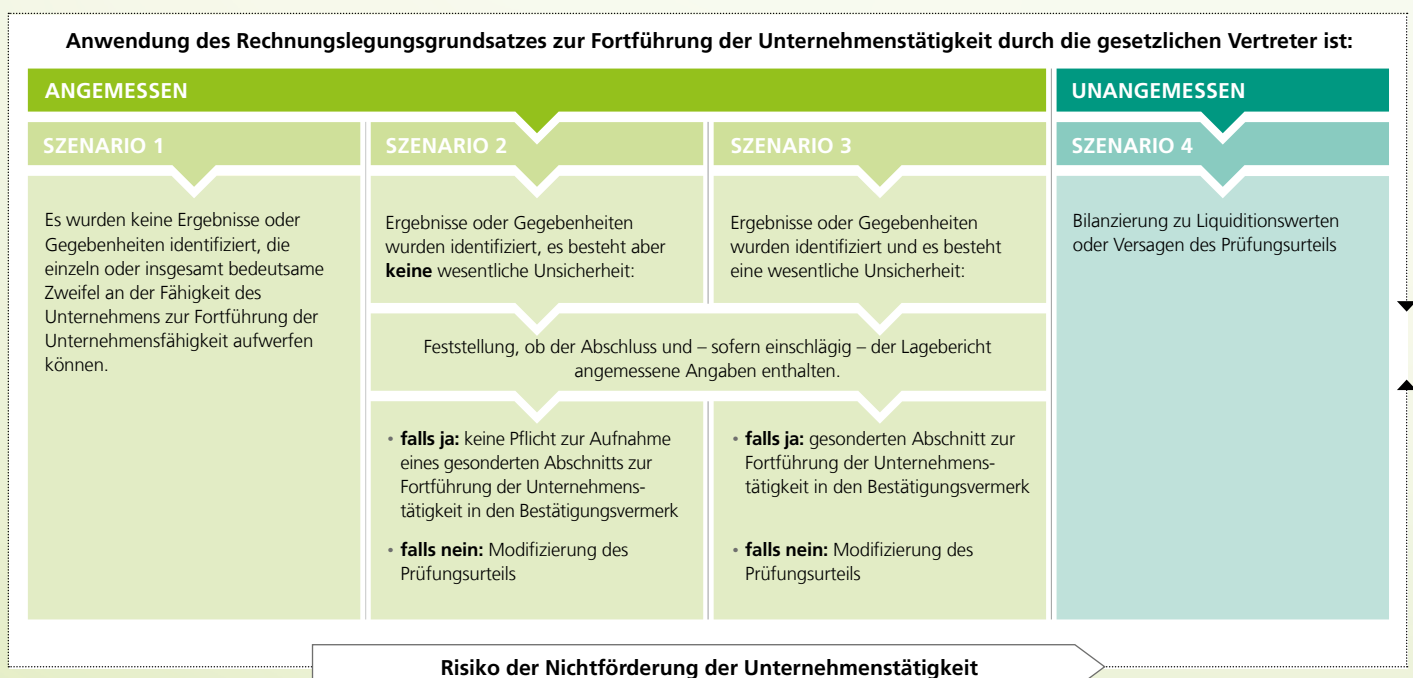 Anwendung des Rechnungslegungsgrundsatzes zur Fortführung der Unternehmenstätigkeit durch die gesetzlichen Vertreter ist:
ANGEMESSEN
SZENARIO 1
Es wurden keine Ergebnisse oder
Gegebenheiten identifiziert, die
einzeln oder insgesamt bedeutsame
Zweifel an der Fähigkeit des
Unternehmens zur Fortführung der
Unternehmensfähigkeit aufwerfen
können.
SZENARIO 2
Ergebnisse oder Gegebenheiten
wurden identifiziert, es besteht aber
keine wesentliche Unsicherheit:
SZENARIO 3
Ergebnisse oder Gegebenheiten
wurden identifiziert und es besteht
eine wesentliche Unsicherheit:
Feststellung, ob der Abschluss und – sofern einschlägig – der Lagebericht
angemessene Angaben enthalten.
• falls ja: keine Pflicht zur Aufnahme
eines gesonderten Abschnitts zur
Fortführung der Unternehmens-
tätigkeit in den Bestätigungsvermerk
• falls nein: Modifizierung des
Prüfungsurteils
• falls ja: gesonderten Abschnitt zur
Fortführung der Unternehmens-
tätigkeit in den Bestätigungsvermerk
• falls nein: Modifizierung des
Prüfungsurteils
UNANGEMESSEN
SZENARIO 4
Bilanzierung zu Liquiditionswerten
oder Versagen des Prüfungsurteils
Risiko der Nichtförderung der Unternehmenstätigkeit